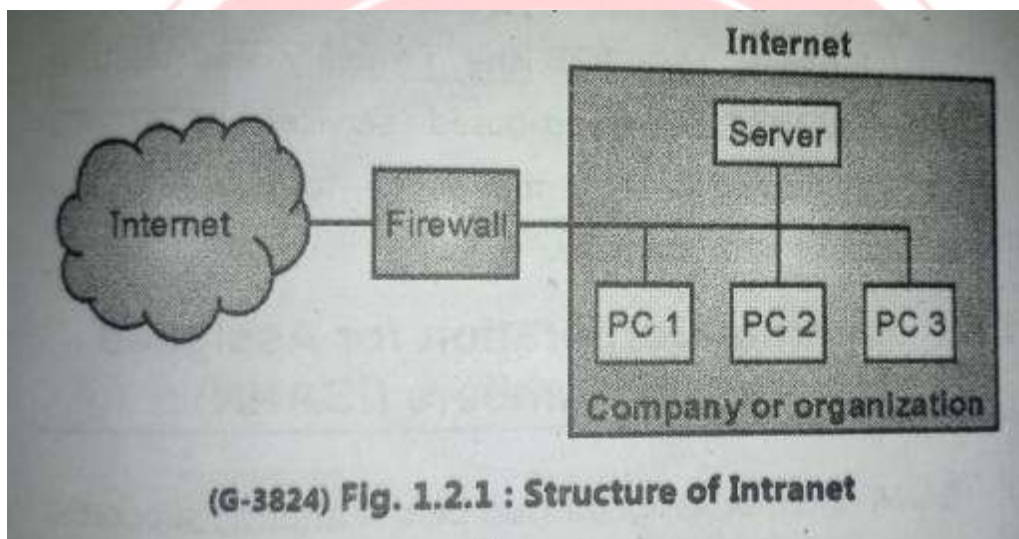 Internet
Server
Internet
Firewall
PC 1
PC 2
PC 3
Company or organization
(G-3824) Fig. 1.2.1 : Structure of Intranet